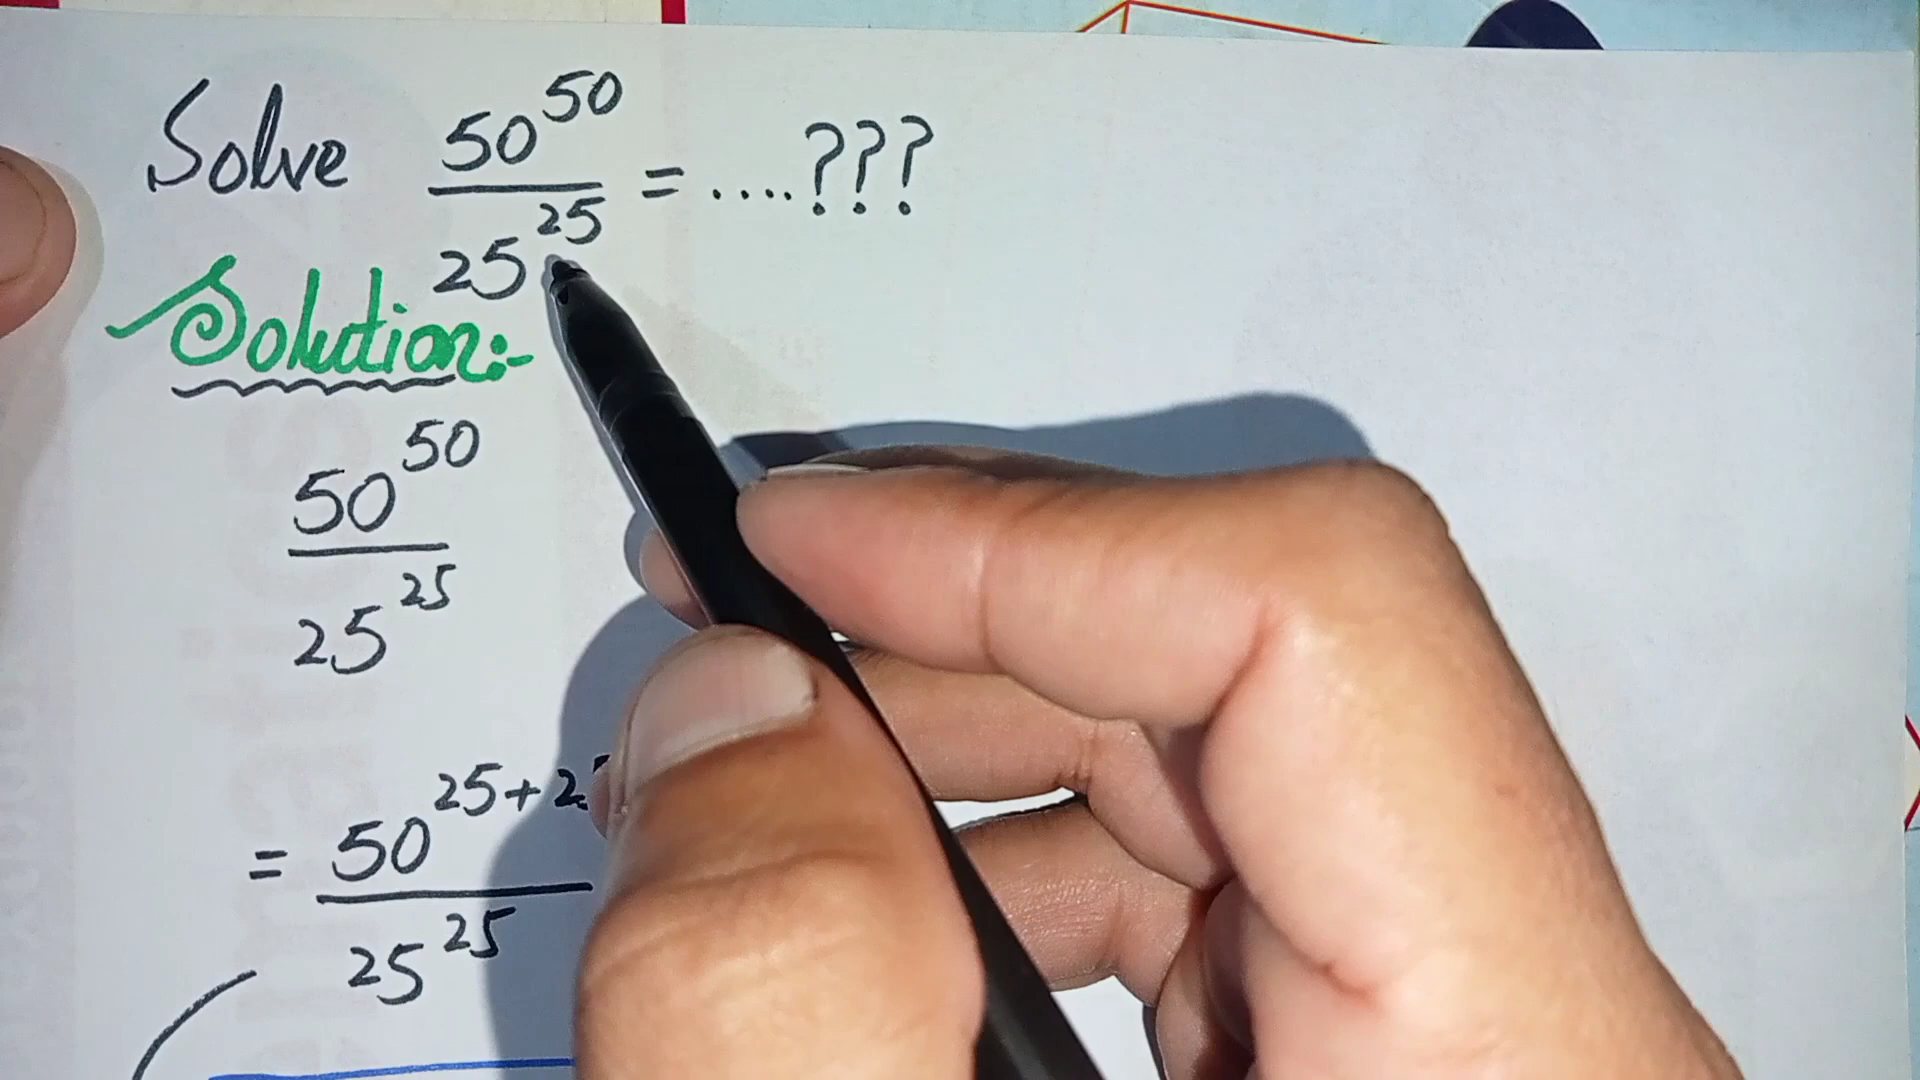 Solve 50^50 / 25^25 = ....???
Solution:-
50^50
25^25
= 50^25+2
25^25